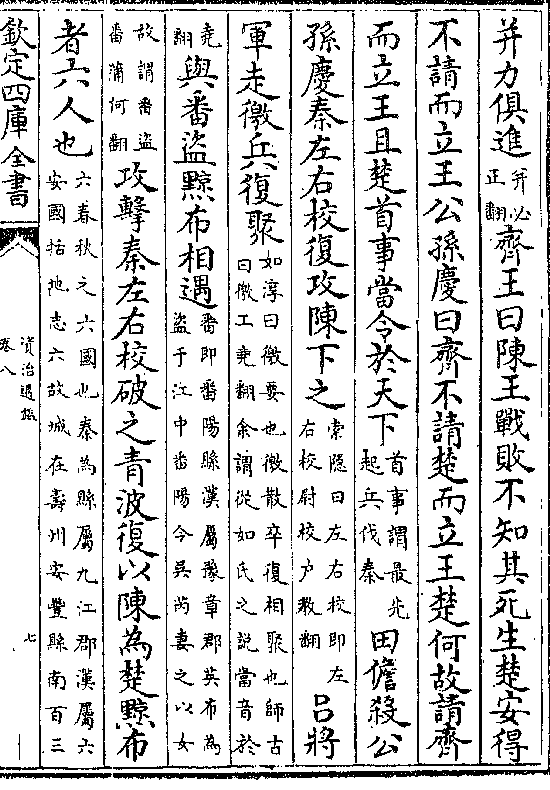 并力俱進并必正翻齊王曰陳王戰敗不知其死生楚安得
不請而立王公孫慶曰齊不請楚而立王楚何故請齊
而立王且楚首事當令於天下首事謂最先起兵伐秦田儋殺公
孫慶秦左右校復攻陳下之索隐曰左右校即左右校尉校户教翻吕將
軍走徼兵復聚如淳曰徼要也徼散卒復相聚也師古曰徼工堯翻余謂從如氏之説當音於
堯翻與番盗黥布相遇番即番陽縣漢屬豫章郡英布為盗于江中番陽令吴芮妻之以女
故謂番盗番蒲何翻攻擊秦左右校破之青波復以陳為楚黥布
者六人也六春秋之六國也秦為縣屬九江郡漢屬六安國括地志六故城在壽州安豐縣南百三
欽定四庫全書
資治通鑑
卷八
七